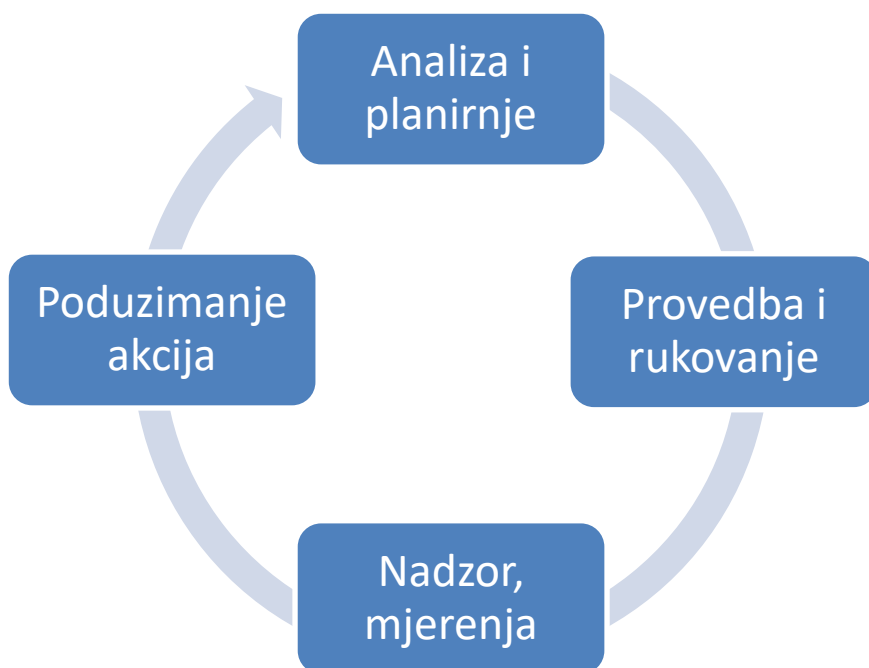 Analiza i
planirnje
Provedba i
rukovanje
Nadzor,
mjerenja
Poduzimanje
akcija